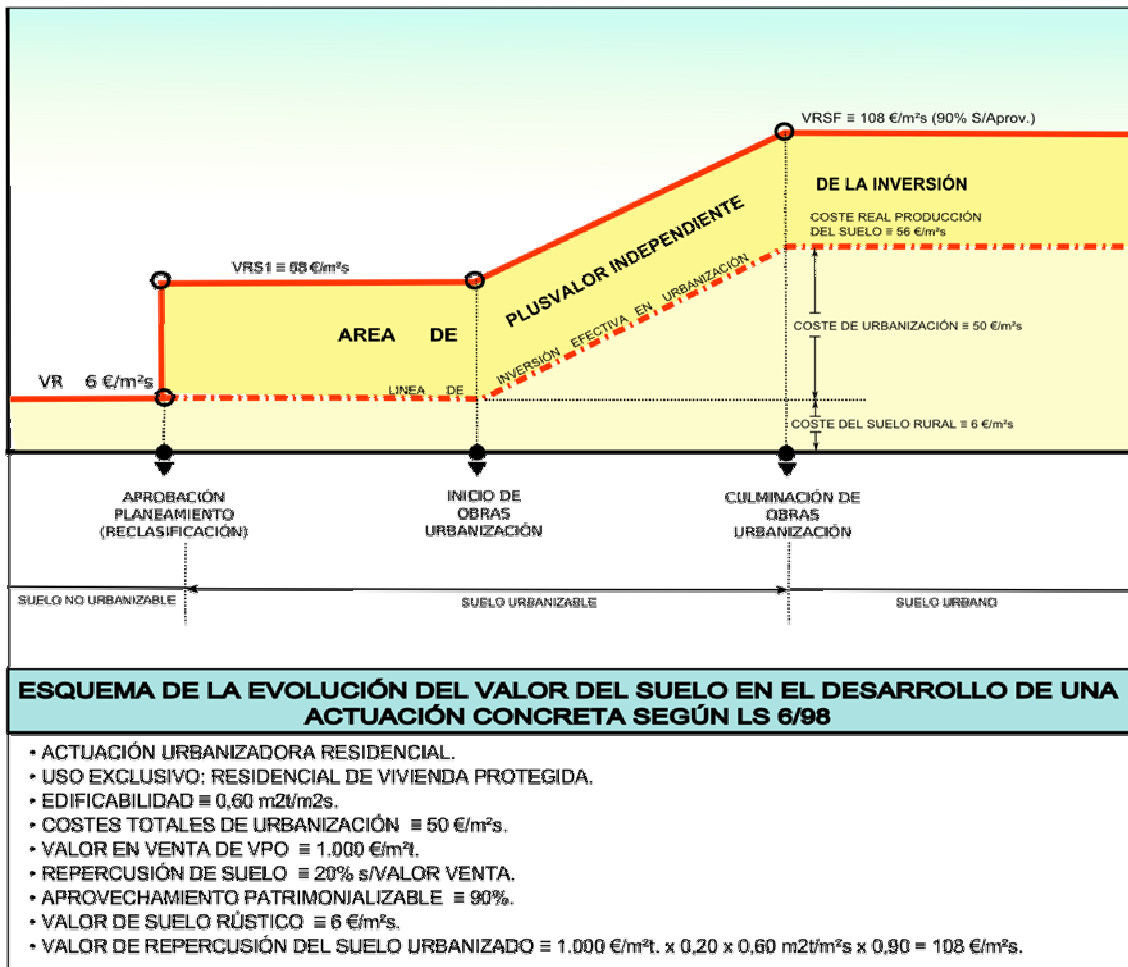 VRSF ≡ 108 €/m²s (90% S/Aprov.)
DE LA INVERSIÓN
COSTE REAL PRODUCCIÓN
DEL SUELO ≡ 56 €/m²s
PLUSVALOR INDEPENDIENTE
VRS1 ≡ 58 €/m²s
INVERSIÓN EFECTIVA EN URBANIZACIÓN
COSTE DE URBANIZACIÓN ≡ 50 €/m²s
AREA DE
VR 6 €/m²s
LINEA DE
COSTE DEL SUELO RURAL ≡ 6 €/m²s
APROBACIÓN
PLANEAMIENTO
(RECLASIFICACIÓN)
INICIO DE
OBRAS
URBANIZACIÓN
CULMINACIÓN DE
OBRAS
URBANIZACIÓN
SUELO NO URBANIZABLE
SUELO URBANIZABLE
SUELO URBANO
ESQUEMA DE LA EVOLUCIÓN DEL VALOR DEL SUELO EN EL DESARROLLO DE UNA
ACTUACIÓN CONCRETA SEGÚN LS 6/98
• ACTUACIÓN URBANIZADORA RESIDENCIAL.
• USO EXCLUSIVO: RESIDENCIAL DE VIVIENDA PROTEGIDA.
• EDIFICABILIDAD ≡ 0,60 m2t/m2s.
• COSTES TOTALES DE URBANIZACIÓN ≡ 50 €/m²s.
• VALOR EN VENTA DE VPO ≡ 1.000 €/m²t.
• REPERCUSIÓN DE SUELO ≡ 20% s/VALOR VENTA.
• APROVECHAMIENTO PATRIMONIALIZABLE ≡ 90%.
• VALOR DE SUELO RÚSTICO ≡ 6 €/m²s.
• VALOR DE REPERCUSIÓN DEL SUELO URBANIZADO ≡ 1.000 €/m²t. x 0,20 x 0,60 m2t/m²s x 0,90 = 108 €/m²s.